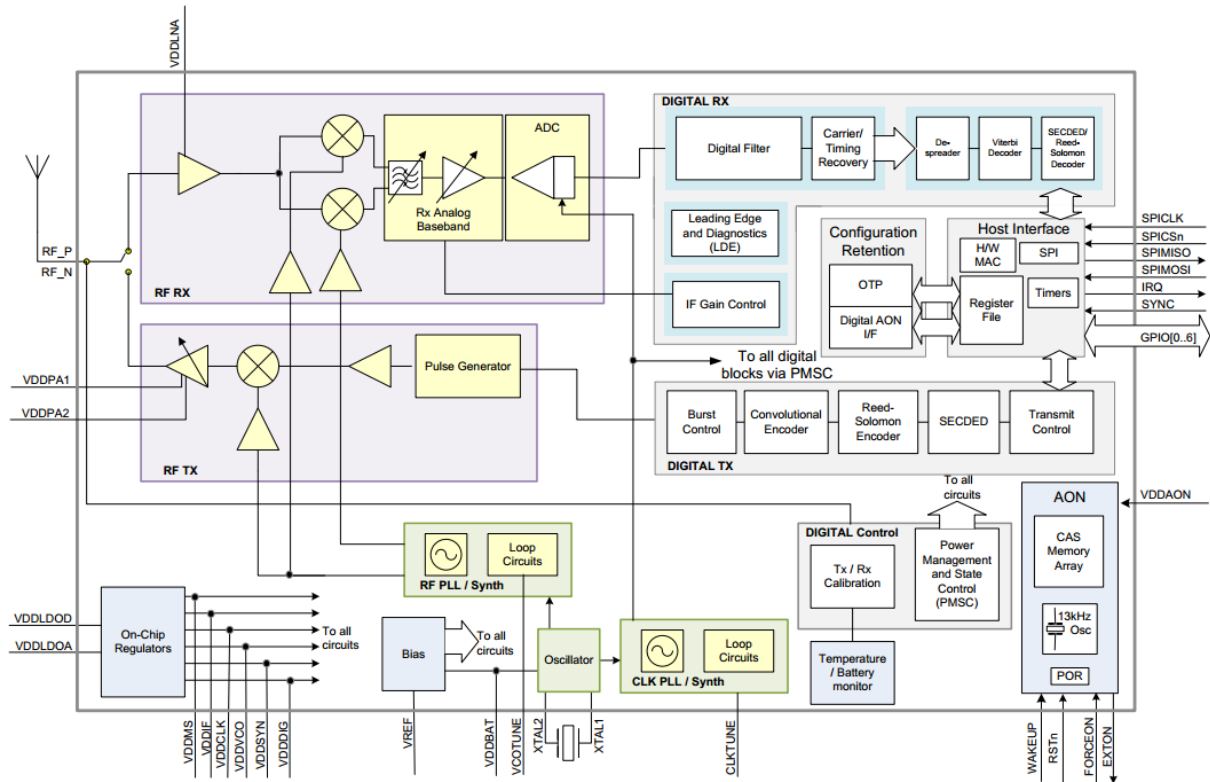 VDDLNA
ADC
Rx Analog
Baseband
RF_P
RF_N
RF RX
DIGITAL RX
Digital Filter
Carrier/
Timing
Recovery
De-
spreader
Viterbi
Decoder
SECDED/
Reed-
Solomon
Decoder
Leading Edge
and Diagnostics
(LDE)
IF Gain Control
Configuration
Retention
OTP
Digital AON
I/F
Host Interface
H/W
MAC
SPI
Register
File
Timers
SPICLK
SPICSn
SPIMISO
SPIMOSI
IRQ
SYNC
GPIO[0..6]
VDDPA1
VDDPA2
Pulse Generator
RF TX
To all digital
blocks via PMSC
Burst
Control
Convolutional
Encoder
Reed-
Solomon
Encoder
SECDED
Transmit
Control
DIGITAL TX
To all
circuits
DIGITAL Control
Tx / Rx
Calibration
Power
Management
and State
Control
(PMSC)
Temperature
/ Battery
monitor
AON
VDDAON
CAS
Memory
Array
13kHz
Osc
POR
Loop
Circuits
RF PLL / Synth
VDDLDOD
VDDLDOA
On-Chip
Regulators
To all
circuits
Bias
To all
circuits
Oscillator
Loop
Circuits
CLK PLL / Synth
VDDMS
VDDIF
VDDCLK
VDDVCO
VDDSYN
VDDDIG
VREF
VDDBAT
VCOTUNE
XTAL2
XTAL1
CLKTUNE
WAKEUP
RSTn
FORCEON
EXTON